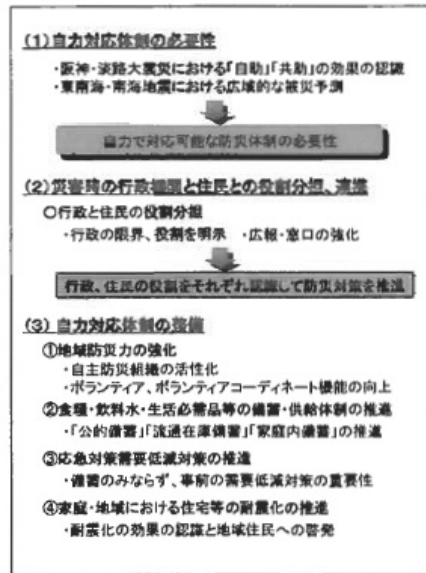 (1)自力対応体制の必要性
・阪神・淡路大震災における「自助」「共助」の効果の認識
・東南海・南海地震における広域的な被災予測
自力で対応可能な防災体制の必要性
(2)災害時の行政機関と住民との役割分担、連携
○行政と住民の役割分担
・行政の限界、役割を明示 ・広報・窓口の強化
行政、住民の役割をそれぞれ認識して防災対策を推進
(3) 自力対応体制の整備
①地域防災力の強化
・自主防災組織の活性化
・ボランティア、ボランティアコーディネート機能の向上
②食糧・飲料水・生活必需品等の備蓄・供給体制の推進
・「公的備蓄」「流通在庫備蓄」「家庭内備蓄」の推進
③応急対策需要低減対策の推進
・備蓄のみならず、事前の需要低減対策の重要性
④家庭・地域における住宅等の耐震化の推進
・耐震化の効果の認識と地域住民への啓発